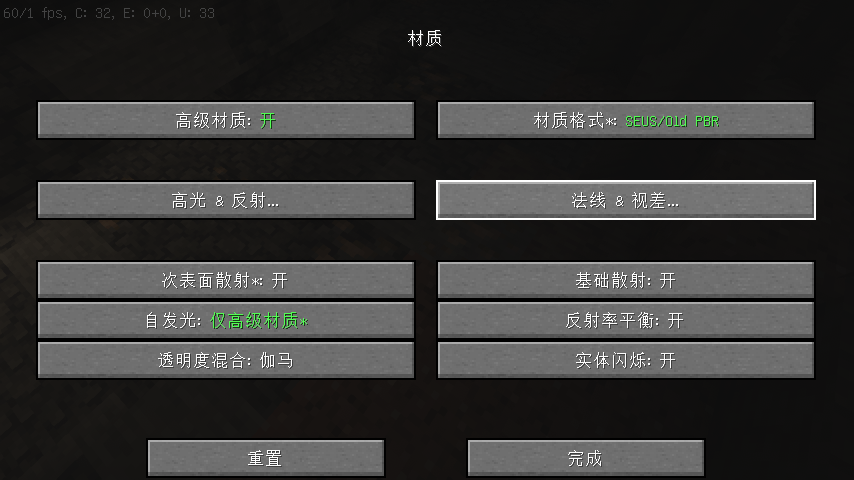 60/1 fps, C: 32, E: 0+0, U: 33
材质
高级材质: 开
材质格式*: SEUS/Old PBR
高光 & 反射...
法线 & 视差...
次表面散射*: 开
基础散射: 开
自发光: 仅高级材质*
反射率平衡: 开
透明度混合: 伽马
实体闪烁: 开
重置
完成